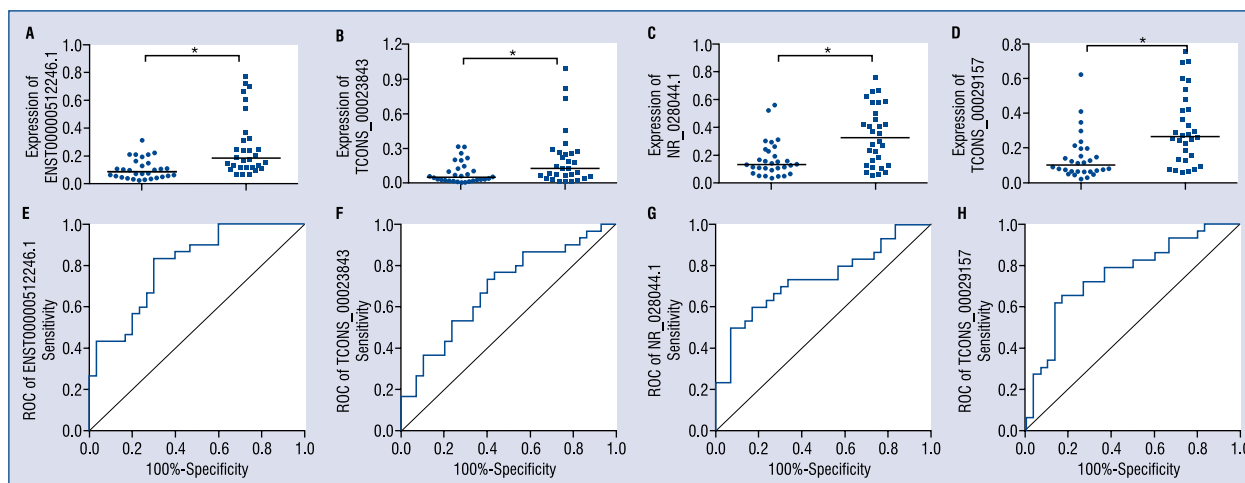 A
Expression of
ENST00000512246.1
1.0
0.8
0.6
0.4
0.2
0.0
*
B
Expression of
TCONS_00023843
1.2
0.9
0.6
0.3
0.0
*
C
Expression of
NR_028044.1
1.0
0.8
0.6
0.4
0.2
0.0
*
D
Expression of
TCONS_00029157
0.8
0.6
0.4
0.2
0.0
*
E
ROC of ENST00000512246.1
Sensitivity
1.0
0.8
0.6
0.4
0.2
0.0
0.0 0.2 0.4 0.6 0.8 1.0
100%-Specificity
F
ROC of TCONS_00023843
Sensitivity
1.0
0.8
0.6
0.4
0.2
0.0
0.0 0.2 0.4 0.6 0.8 1.0
100%-Specificity
G
ROC of NR_028044.1
Sensitivity
1.0
0.8
0.6
0.4
0.2
0.0
0.0 0.2 0.4 0.6 0.8 1.0
100%-Specificity
H
ROC of TCONS_00029157
Sensitivity
1.0
0.8
0.6
0.4
0.2
0.0
0.0 0.2 0.4 0.6 0.8 1.0
100%-Specificity